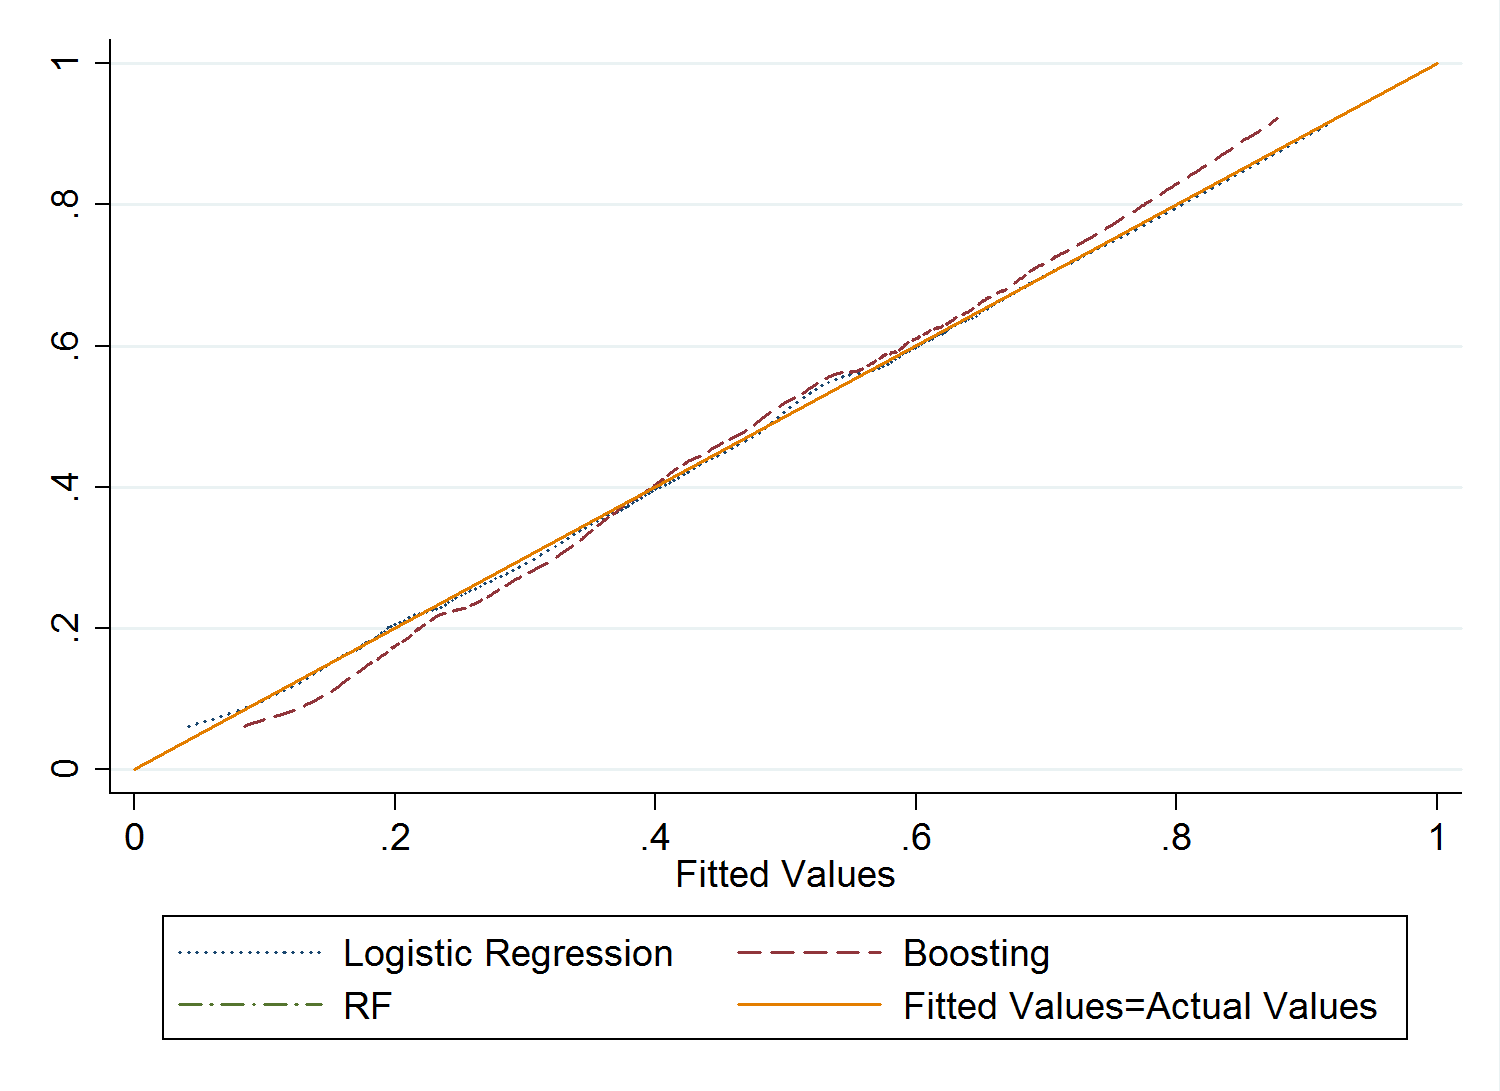 1
.8
.6
.4
.2
0
0 .2 .4 .6 .8 1
Fitted Values
Logistic Regression Boosting
RF Fitted Values=Actual Values